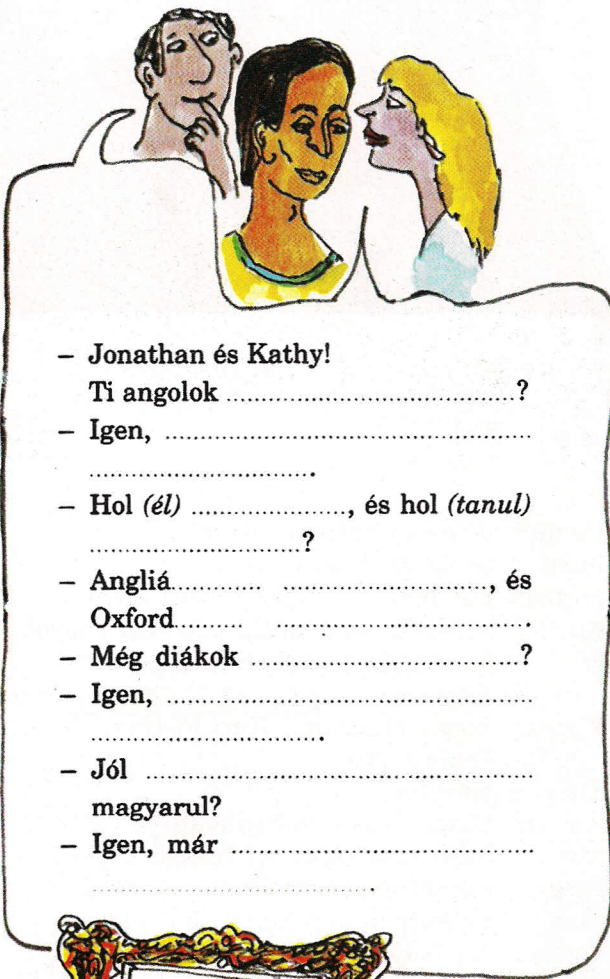 – Jonathan és Kathy!
Ti angolok ........................................?
– Igen, ..................................................
................................
– Hol (él) ......................, és hol (tanul)
..............................?
– Angliá............ .............................., és
Oxford.......... ...................................
– Még diákok ......................................?
– Igen, ..................................................
................................
– Jól .....................................................
magyarul?
– Igen, már ..........................................
........................................